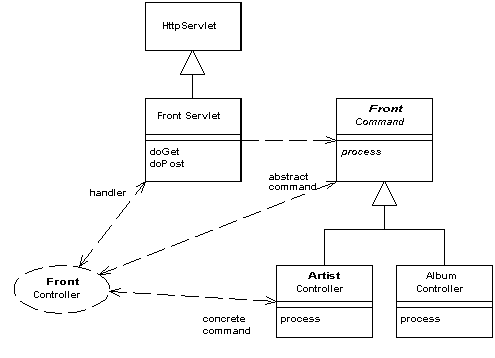 HttpServlet
Front Servlet
doGet
doPost
Front
Command
process
handler
abstract
command
Front
Controller
Artist
Controller
process
Album
Controller
process
concrete
command